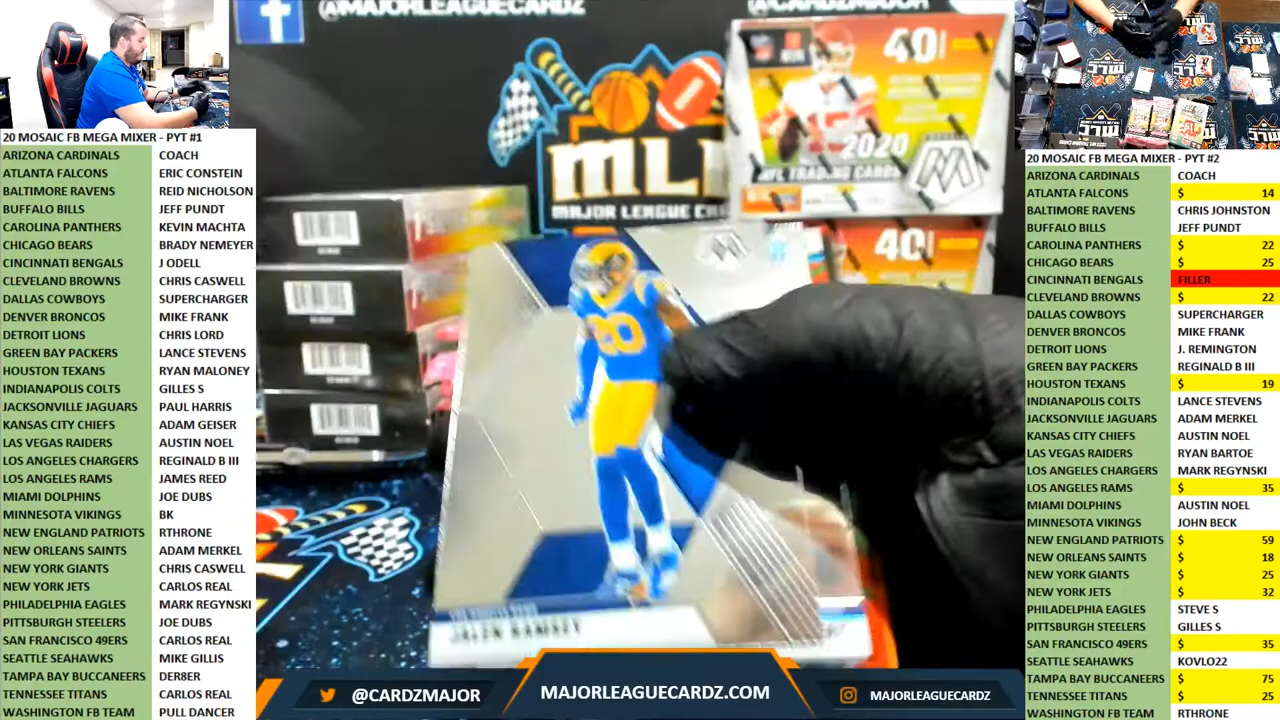 @MAJORLEAGUECARDZ
@CARDZMAJOR
40
2020
NFL TRADING CARDS
MLC
MAJOR LEAGUE
40
20
JALEN RAMSEY
20 MOSAIC FB MEGA MIXER - PYT #1
ARIZONA CARDINALS COACH
ATLANTA FALCONS ERIC CONSTEIN
BALTIMORE RAVENS REID NICHOLSON
BUFFALO BILLS JEFF PUNDT
CAROLINA PANTHERS KEVIN MACHTA
CHICAGO BEARS BRADY NEMEYER
CINCINNATI BENGALS J ODELL
CLEVELAND BROWNS CHRIS CASWELL
DALLAS COWBOYS SUPERCHARGER
DENVER BRONCOS MIKE FRANK
DETROIT LIONS CHRIS LORD
GREEN BAY PACKERS LANCE STEVENS
HOUSTON TEXANS RYAN MALONEY
INDIANAPOLIS COLTS GILLES S
JACKSONVILLE JAGUARS PAUL HARRIS
KANSAS CITY CHIEFS ADAM GEISER
LAS VEGAS RAIDERS AUSTIN NOEL
LOS ANGELES CHARGERS REGINALD B III
LOS ANGELES RAMS JAMES REED
MIAMI DOLPHINS JOE DUBS
MINNESOTA VIKINGS BK
NEW ENGLAND PATRIOTS RTHRONE
NEW ORLEANS SAINTS ADAM MERKEL
NEW YORK GIANTS CHRIS CASWELL
NEW YORK JETS CARLOS REAL
PHILADELPHIA EAGLES MARK REGYNSKI
PITTSBURGH STEELERS JOE DUBS
SAN FRANCISCO 49ERS CARLOS REAL
SEATTLE SEAHAWKS MIKE GILLIS
TAMPA BAY BUCCANEERS DER8ER
TENNESSEE TITANS CARLOS REAL
WASHINGTON FB TEAM PULL DANCER
20 MOSAIC FB MEGA MIXER - PYT #2
ARIZONA CARDINALS COACH
ATLANTA FALCONS $ 14
BALTIMORE RAVENS CHRIS JOHNSTON
BUFFALO BILLS JEFF PUNDT
CAROLINA PANTHERS $ 22
CHICAGO BEARS $ 25
CINCINNATI BENGALS FILLER
CLEVELAND BROWNS $ 22
DALLAS COWBOYS SUPERCHARGER
DENVER BRONCOS MIKE FRANK
DETROIT LIONS J. REMINGTON
GREEN BAY PACKERS REGINALD B III
HOUSTON TEXANS $ 19
INDIANAPOLIS COLTS LANCE STEVENS
JACKSONVILLE JAGUARS ADAM MERKEL
KANSAS CITY CHIEFS AUSTIN NOEL
LAS VEGAS RAIDERS RYAN BARTOE
LOS ANGELES CHARGERS MARK REGYNSKI
LOS ANGELES RAMS $ 35
MIAMI DOLPHINS AUSTIN NOEL
MINNESOTA VIKINGS JOHN BECK
NEW ENGLAND PATRIOTS $ 59
NEW ORLEANS SAINTS $ 18
NEW YORK GIANTS $ 25
NEW YORK JETS $ 32
PHILADELPHIA EAGLES STEVE S
PITTSBURGH STEELERS GILLES S
SAN FRANCISCO 49ERS $ 35
SEATTLE SEAHAWKS KOVLO22
TAMPA BAY BUCCANEERS $ 75
TENNESSEE TITANS $ 25
WASHINGTON FB TEAM RTHRONE
@CARDZMAJOR
MAJORLEAGUECARDZ.COM
MAJORLEAGUECARDZ